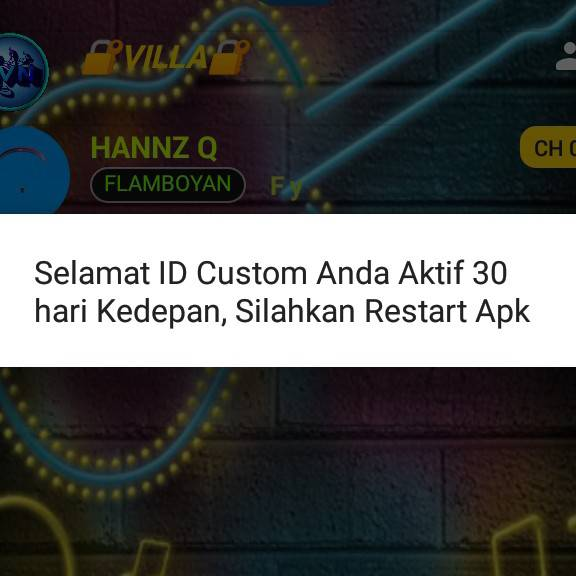 🔐VILLA🔐
HANNZ Q
FLAMBOYAN
F y
CH
Selamat ID Custom Anda Aktif 30
hari Kedepan, Silahkan Restart Apk